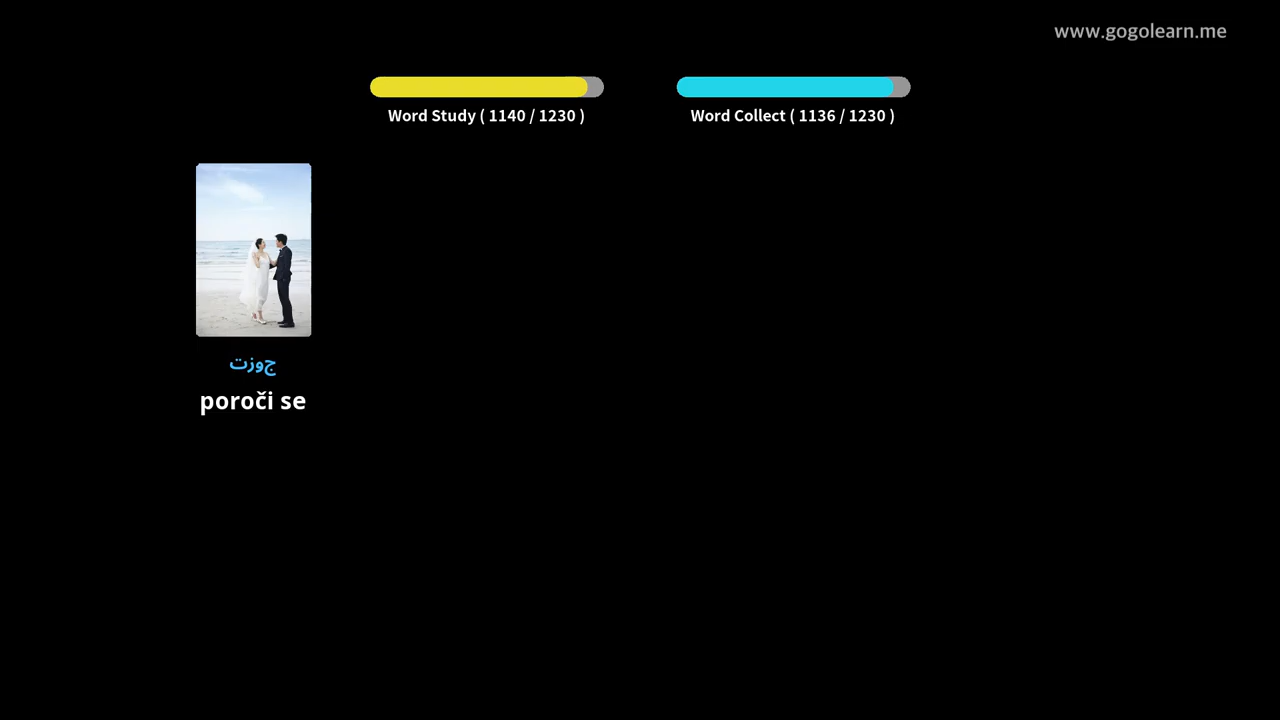 www.gogolearn.me
Word Study ( 1140 / 1230 )
Word Collect ( 1136 / 1230 )
جوزت
poroči se